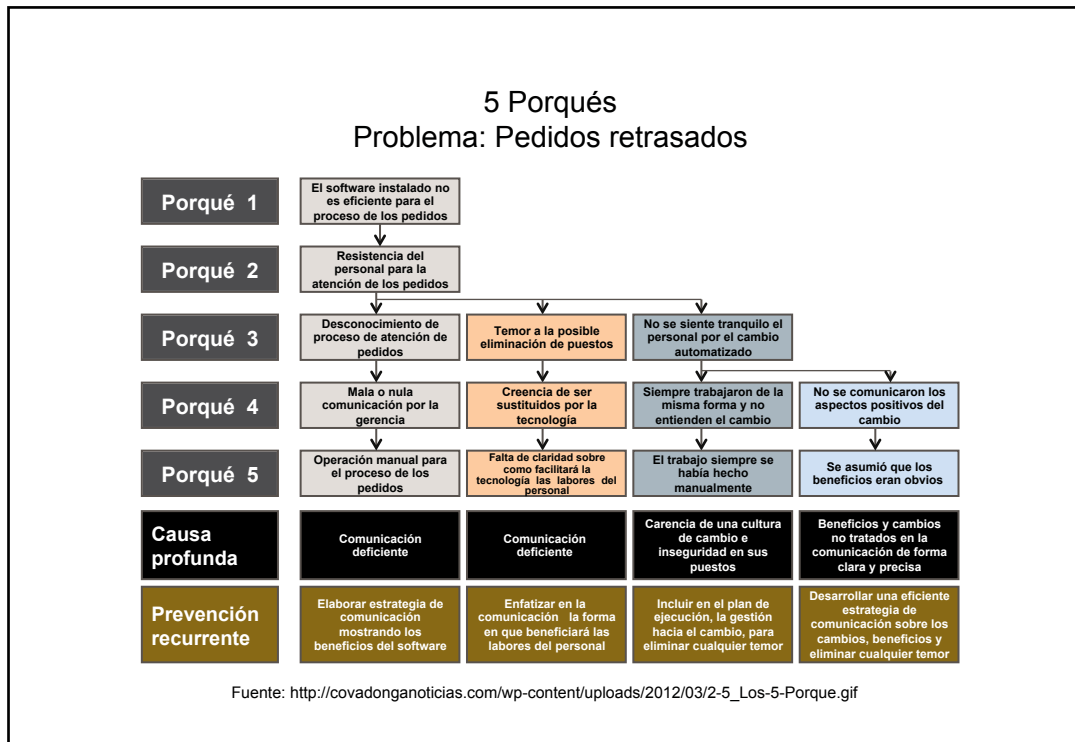 5 Porqués
Problema: Pedidos retrasados
Porqué 1
El software instalado no
es eficiente para el
proceso de los pedidos
Porqué 2
Resistencia del
personal para la
atención de los pedidos
Porqué 3
Desconocimiento de
proceso de atención de
pedidos
Temor a la posible
eliminación de puestos
No se siente tranquilo el
personal por el cambio
automatizado
Porqué 4
Mala o nula
comunicación por la
gerencia
Creencia de ser
sustituidos por la
tecnología
Siempre trabajaron de la
misma forma y no
entienden el cambio
No se comunicaron los
aspectos positivos del
cambio
Porqué 5
Operación manual para
el proceso de los
pedidos
Falta de claridad sobre
como facilitará la
tecnología las labores del
personal
El trabajo siempre se
había hecho
manualmente
Se asumió que los
beneficios eran obvios
Causa
profunda
Comunicación
deficiente
Comunicación
deficiente
Carencia de una cultura
de cambio e
inseguridad en sus
puestos
Beneficios y cambios
no tratados en la
comunicación de forma
clara y precisa
Prevención
recurrente
Elaborar estrategia de
comunicación
mostrando los
beneficios del software
Enfatizar en la
comunicación la forma
en que beneficiará las
labores del personal
Incluir en el plan de
ejecución, la gestión
hacia el cambio, para
eliminar cualquier temor
Desarrollar una eficiente
estrategia de
comunicación sobre los
cambios, beneficios y
eliminar cualquier temor
Fuente: http://covadonganoticias.com/wp-content/uploads/2012/03/2-5_Los-5-Porque.gif